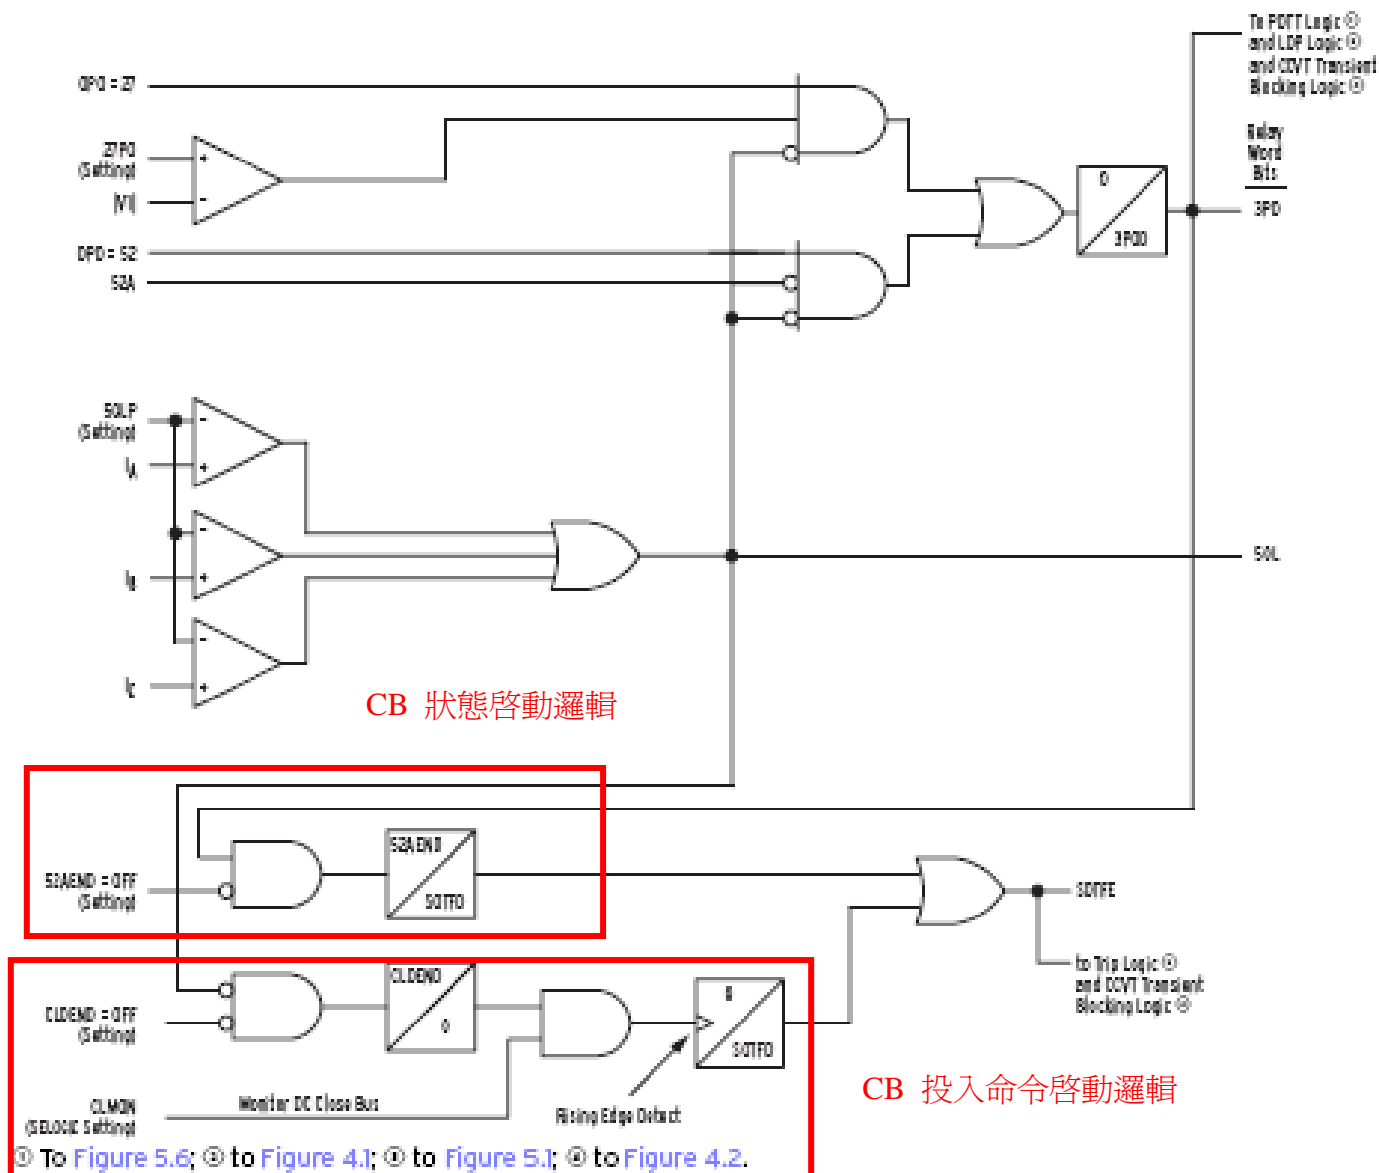 To POTT Logic ①
and LOP Logic
and CCVT Transient
Blocking Logic
OPO = 27
27PO
(Setting)
|V1|
Relay
Word
Bits
3PO
0
3POD
OPO = 52
52A
50LP
(Setting)
IA
IB
IC
50L
CB 狀態啓動邏輯
52AEND
SOTFD
52AEND = OFF
(Setting)
SOTFE
to Trip Logic
and CCVT Transient
Blocking Logic
CLOEND
0
CLOEND = OFF
(Setting)
0
SOTFD
CLMON
(SELOGIC Setting)
Monitor DC Close Bus
Rising Edge Detect
CB 投入命令啓動邏輯
① To Figure 5.6; ② to Figure 4.1; ③ to Figure 5.1; ④ to Figure 4.2.